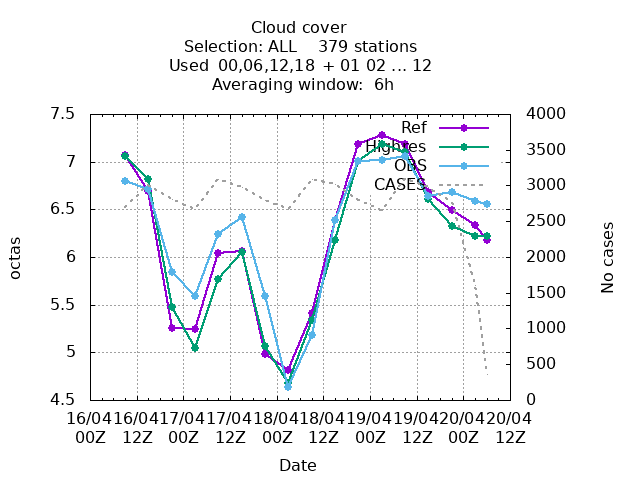 Cloud cover
Selection: ALL    379 stations
Used  00,06,12,18  + 01 02 ... 12
Averaging window:  6h
7.5
7
6.5
6
5.5
5
4.5
octas
4000
3500
3000
2500
2000
1500
1000
500
0
No cases
Ref
Highres
OBS
CASES
16/04 16/04 17/04 17/04 18/04 18/04 19/04 19/04 20/04 20/04
00Z 12Z 00Z 12Z 00Z 12Z 00Z 12Z 00Z 12Z
Date